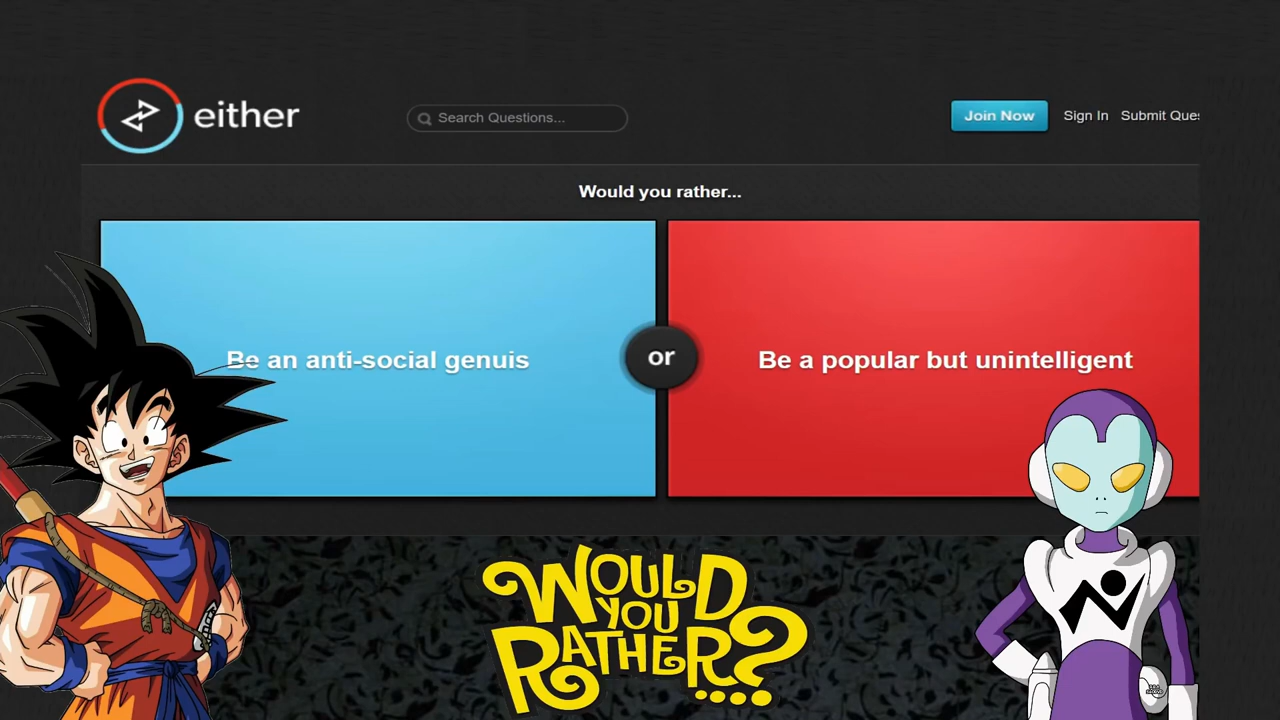 either
Search Questions...
Join Now
Sign In
Submit Ques
Would you rather...
Be an anti-social genuis
or
Be a popular but unintelligent
WOULD
YOU
RATHER?